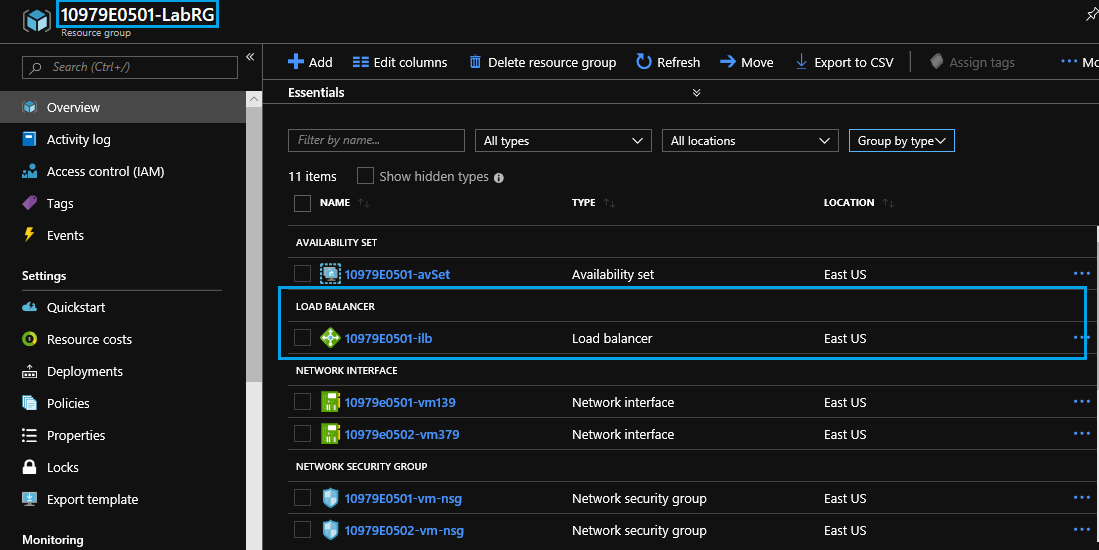 10979E0501-LabRG
Resource group
Search (Ctrl+/)
Overview
Activity log
Access control (IAM)
Tags
Events
Settings
Quickstart
Resource costs
Deployments
Policies
Properties
Locks
Export template
Monitoring
Add Edit columns Delete resource group Refresh Move Export to CSV Assign tags Mo
Essentials
Filter by name... All types All locations Group by type
11 items Show hidden types
NAME TYPE LOCATION
AVAILABILITY SET
10979E0501-avSet Availability set East US
LOAD BALANCER
10979E0501-ilb Load balancer East US
NETWORK INTERFACE
10979e0501-vm139 Network interface East US
10979e0502-vm379 Network interface East US
NETWORK SECURITY GROUP
10979E0501-vm-nsg Network security group East US
10979E0502-vm-nsg Network security group East US